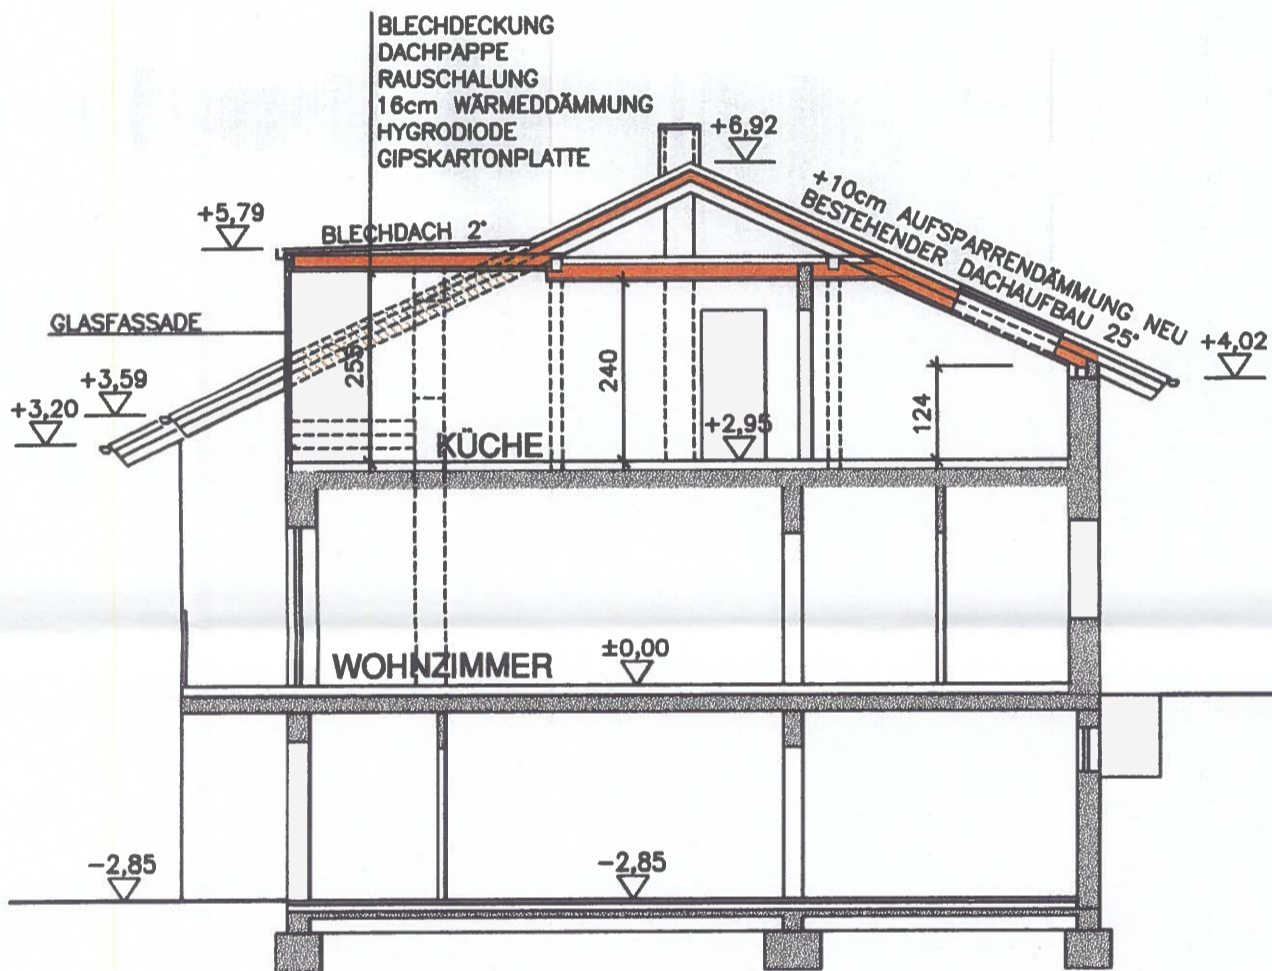 BLECHDECKUNG
DACHPAPPE
RAUSCHALUNG
16cm WÄRMEDDÄMMUNG
HYGRODIODE
GIPSKARTONPLATTE
+6,92
+5,79
BLECHDACH 2°
+10cm AUFSPARRENDÄMMUNG NEU
BESTEHENDER DACHAUFBAU 25°
GLASFASSADE
+4,02
+3,59
+3,20
240
124
+2,95
KÜCHE
±0,00
WOHNZIMMER
-2,85
-2,85